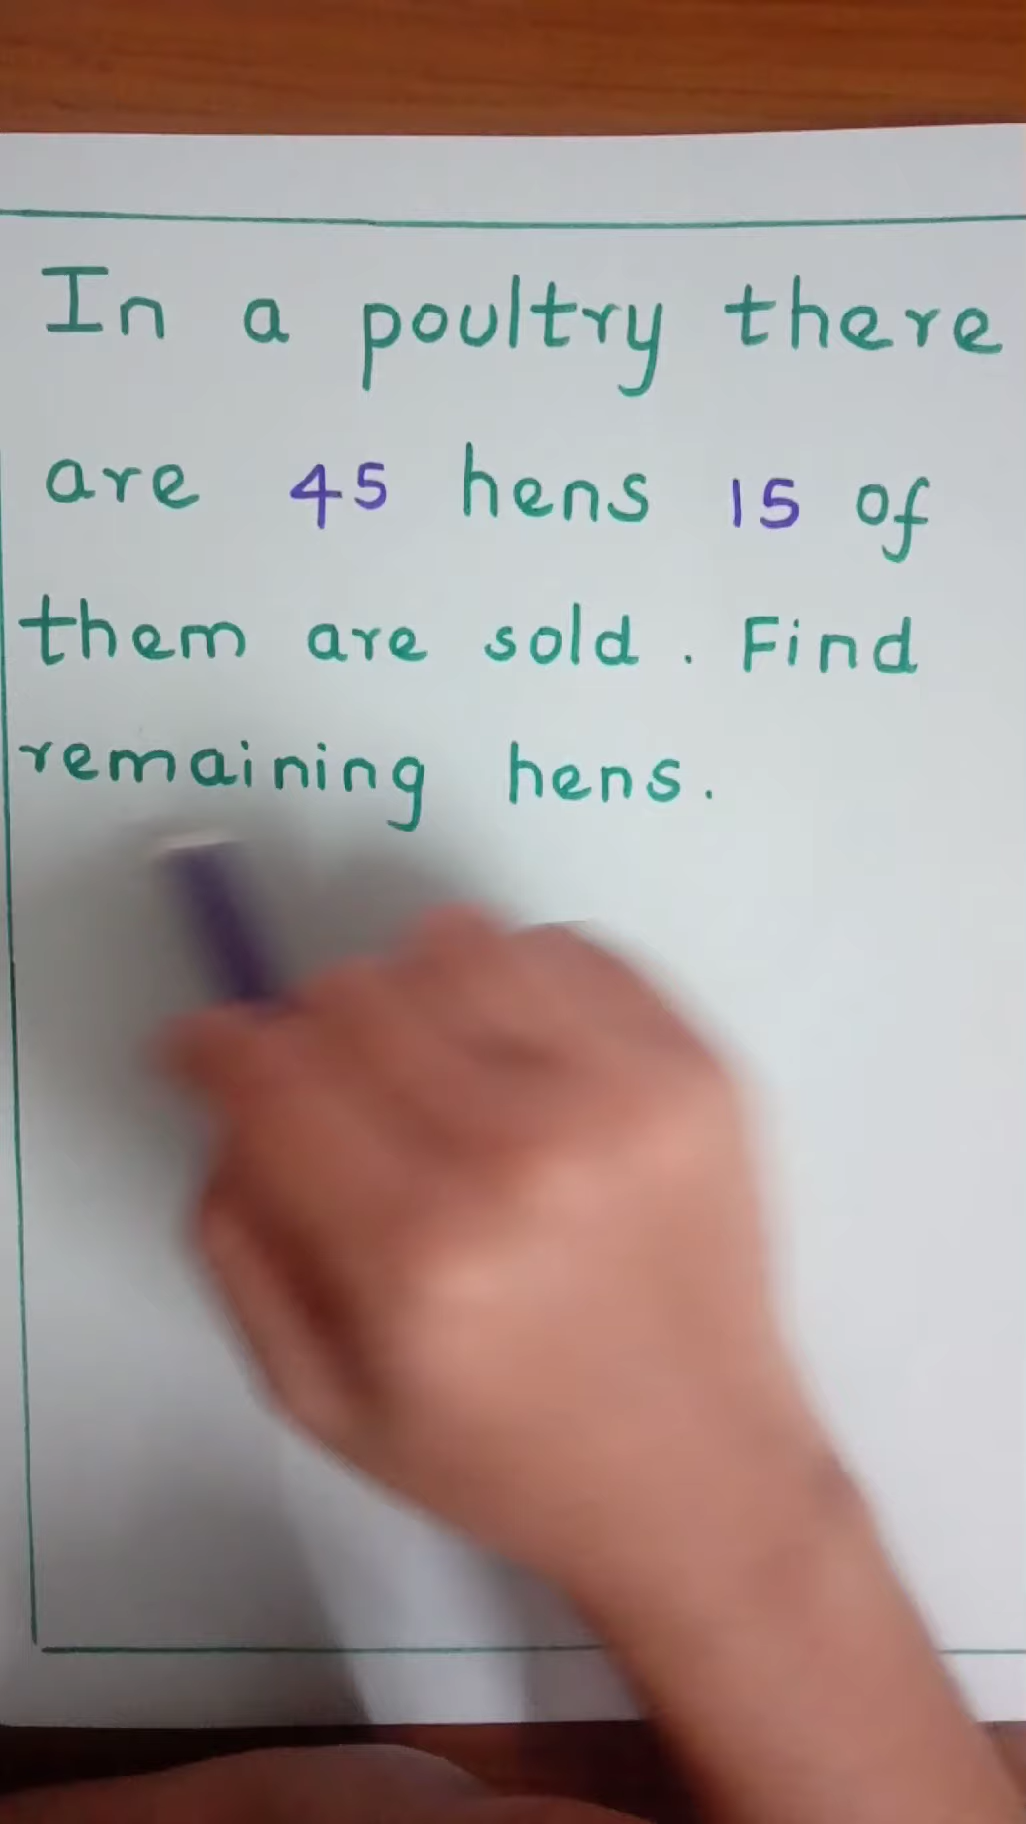 In a poultry there
are 45 hens 15 of
them are sold. Find
remaining hens.